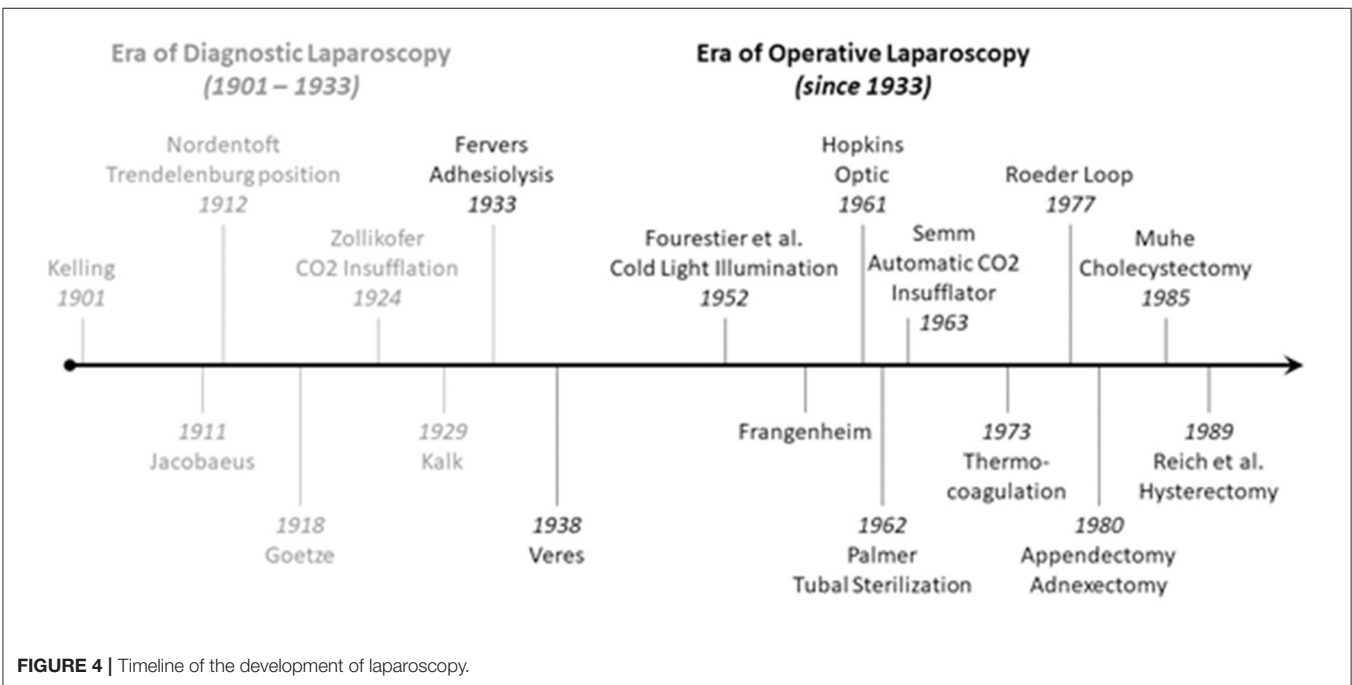 Era of Diagnostic Laparoscopy
(1901 – 1933)
Era of Operative Laparoscopy
(since 1933)
Nordentoft
Trendelenburg position
1912
Fervers
Adhesiolysis
1933
Hopkins
Optic
1961
Roeder Loop
1977
Kelling
1901
Zollikofer
CO2 Insufflation
1924
Fourestier et al.
Cold Light Illumination
1952
Semm
Automatic CO2
Insufflator
1963
Muhe
Cholecystectomy
1985
1911
Jacobaeus
1929
Kalk
Frangenheim
1973
Thermo-
coagulation
1989
Reich et al.
Hysterectomy
1918
Goetze
1938
Veres
1962
Palmer
Tubal Sterilization
1980
Appendectomy
Adnexectomy
FIGURE 4 | Timeline of the development of laparoscopy.